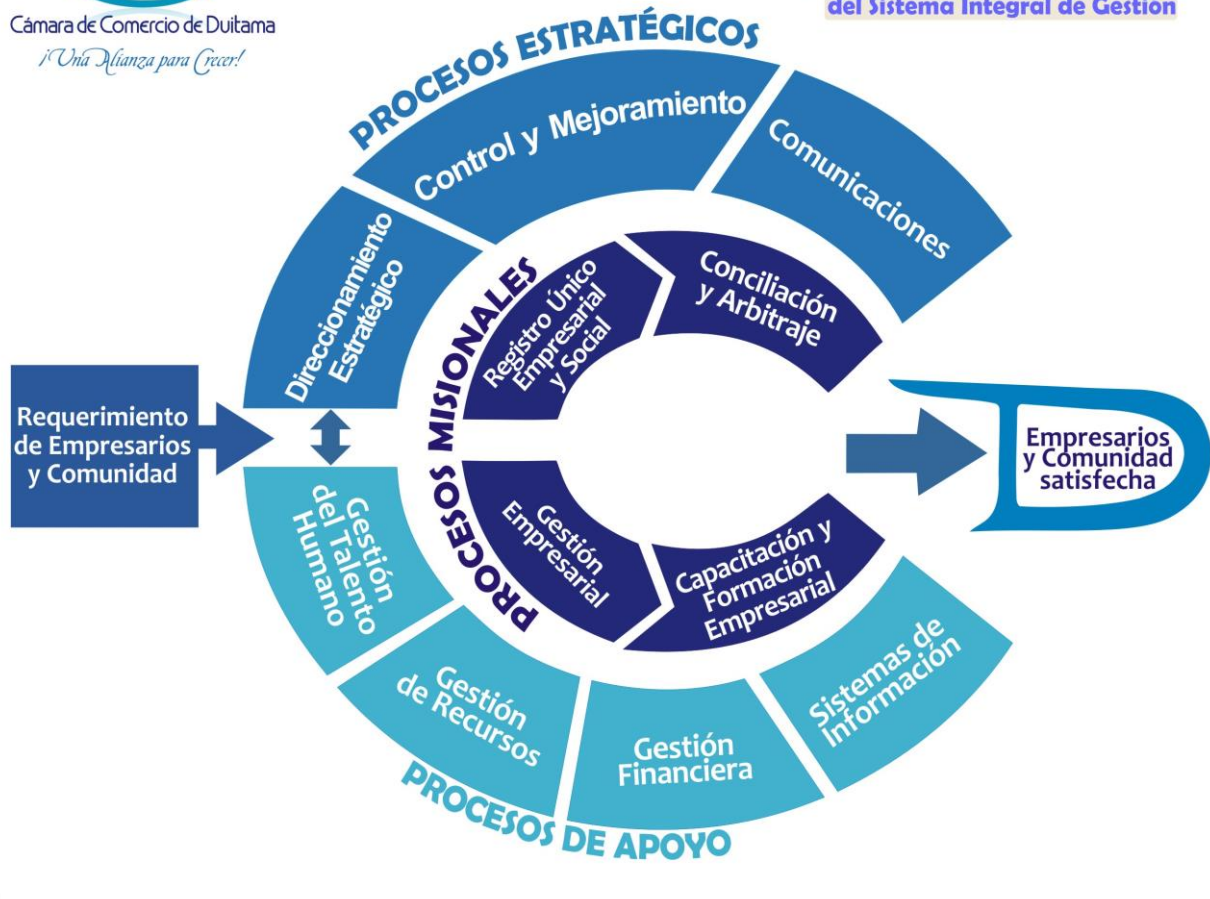 Cámara de Comercio de Duitama
¡Una Alianza para Crecer!
del Sistema Integral de Gestión
PROCESOS ESTRATÉGICOS
Direccionamiento
Estratégico
Control y Mejoramiento
Comunicaciones
PROCESOS MISIONALES
Registro Único
Empresarial
y Social
Conciliación
y Arbitraje
Requerimiento
de Empresarios
y Comunidad
Empresarios
y Comunidad
satisfecha
Gestión
Empresarial
Capacitación y
Formación
Empresarial
Gestión
del Talento
Humano
Gestión
de Recursos
Gestión
Financiera
Sistemas de
Información
PROCESOS DE APOYO